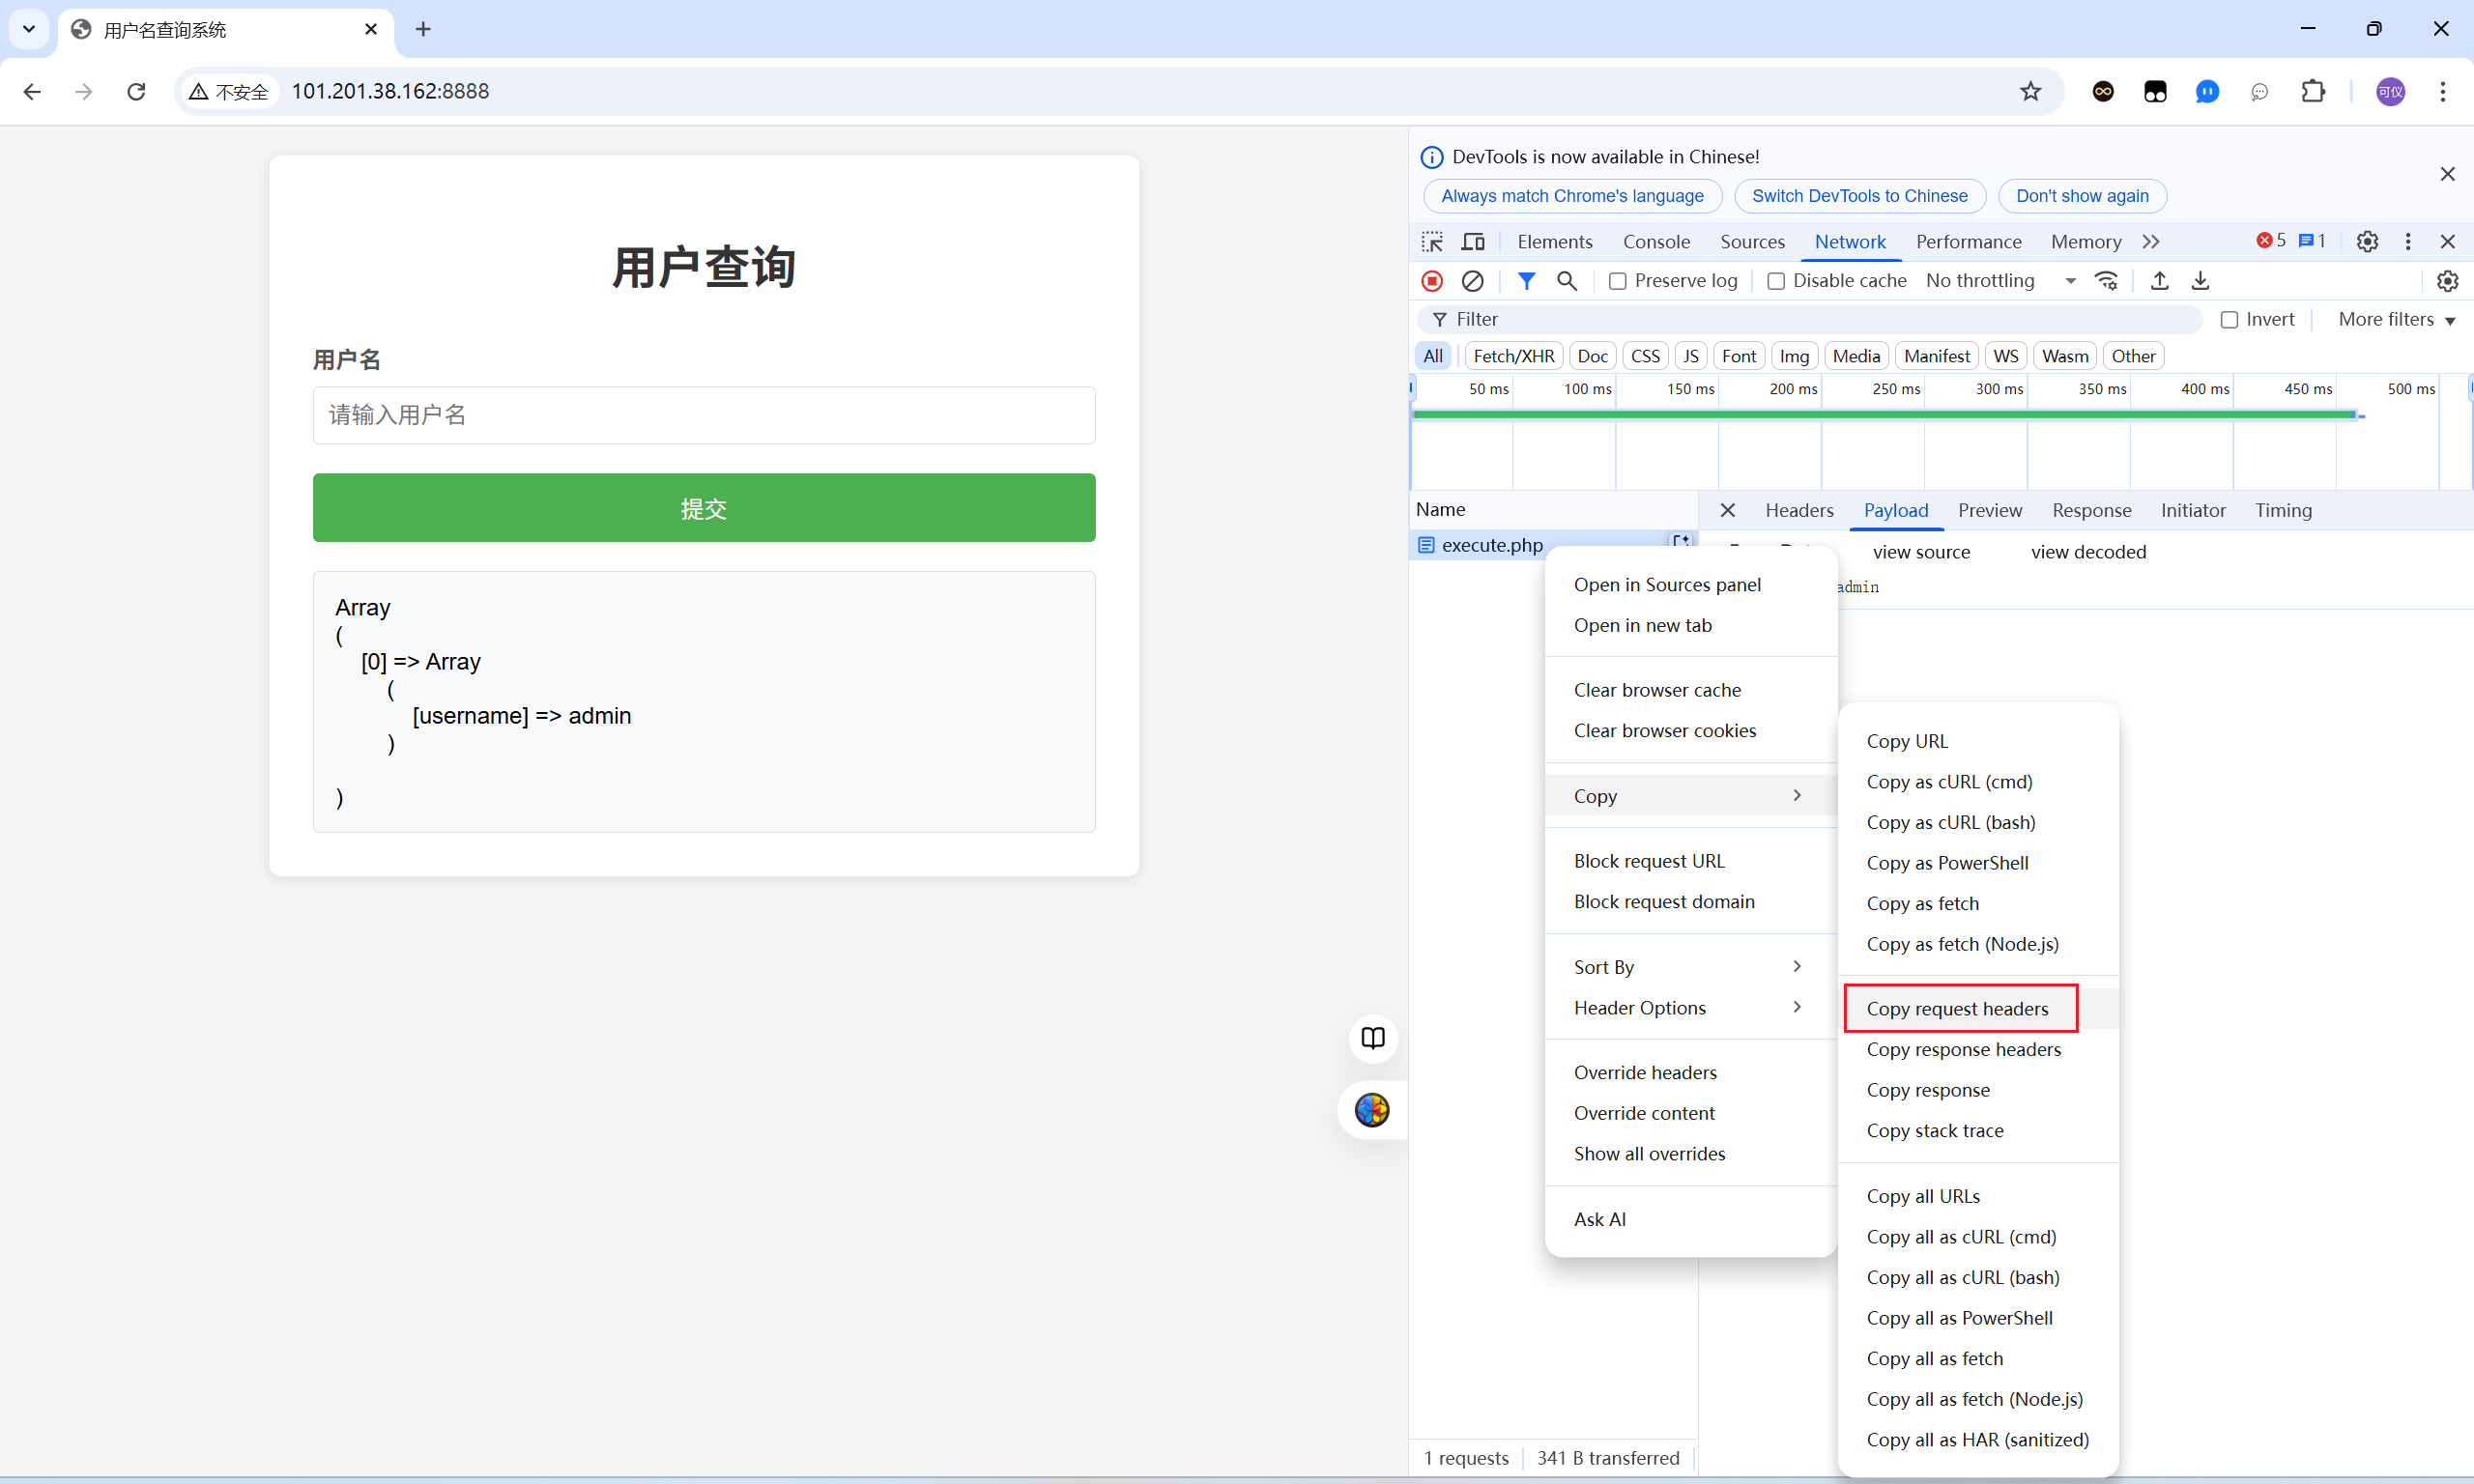 用户名查询系统
不安全
101.201.38.162:8888
可仪
用户查询
用户名
请输入用户名
提交
Array
(
[0] => Array
(
[username] => admin
)
)
DevTools is now available in Chinese!
Always match Chrome's language
Switch DevTools to Chinese
Don't show again
Elements
Console
Sources
Network
Performance
Memory
5
1
Preserve log
Disable cache
No throttling
Filter
Invert
More filters
All
Fetch/XHR
Doc
CSS
JS
Font
Img
Media
Manifest
WS
Wasm
Other
50 ms
100 ms
150 ms
200 ms
250 ms
300 ms
350 ms
400 ms
450 ms
500 ms
Name
Headers
Payload
Preview
Response
Initiator
Timing
execute.php
view source
view decoded
admin
Open in Sources panel
Open in new tab
Clear browser cache
Clear browser cookies
Copy
Block request URL
Block request domain
Sort By
Header Options
Override headers
Override content
Show all overrides
Ask AI
Copy URL
Copy as cURL (cmd)
Copy as cURL (bash)
Copy as PowerShell
Copy as fetch
Copy as fetch (Node.js)
Copy request headers
Copy response headers
Copy response
Copy stack trace
Copy all URLs
Copy all as cURL (cmd)
Copy all as cURL (bash)
Copy all as PowerShell
Copy all as fetch
Copy all as fetch (Node.js)
Copy all as HAR (sanitized)
1 requests
341 B transferred